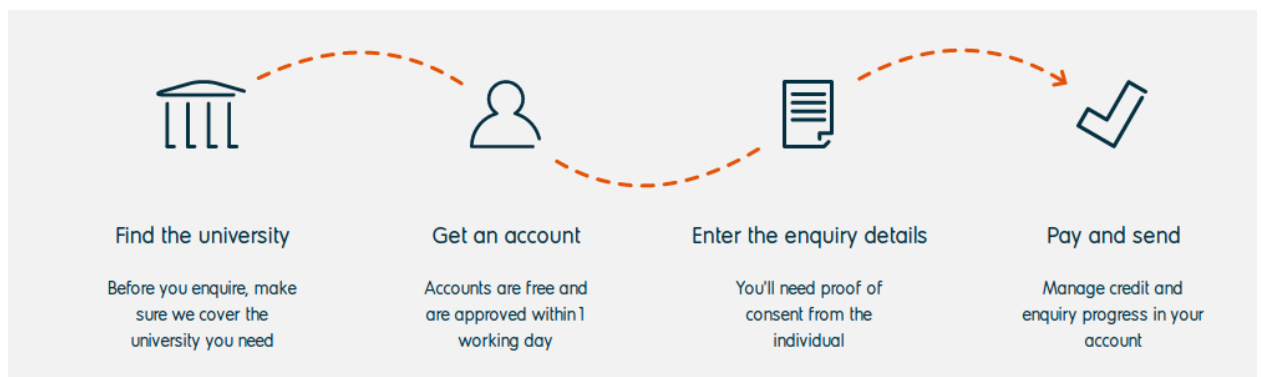 Find the university
Before you enquire, make
sure we cover the
university you need
Get an account
Accounts are free and
are approved within 1
working day
Enter the enquiry details
You'll need proof of
consent from the
individual
Pay and send
Manage credit and
enquiry progress in your
account